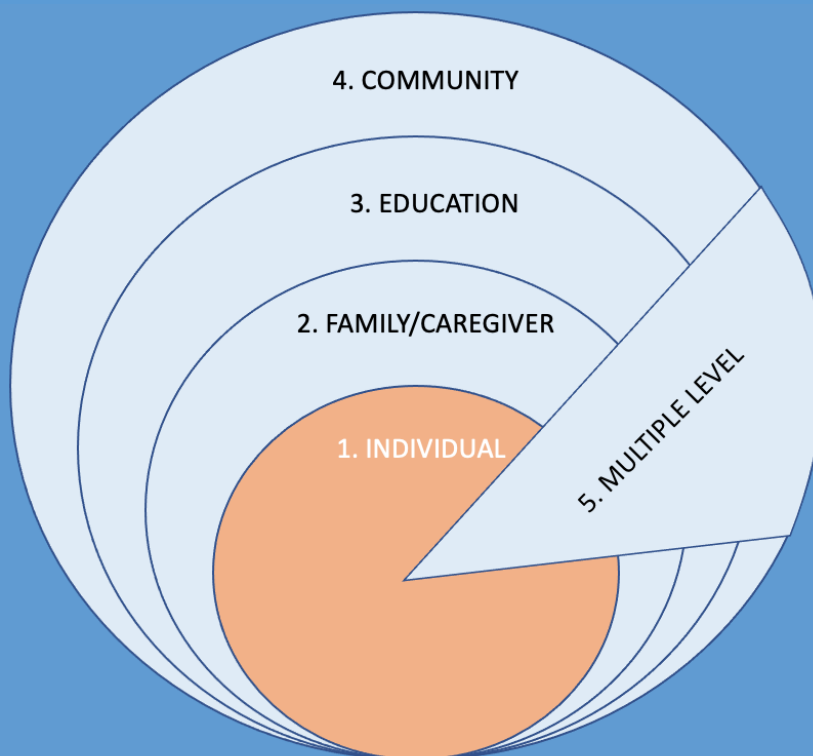 4. COMMUNITY
3. EDUCATION
2. FAMILY/CAREGIVER
1. INDIVIDUAL
5. MULTIPLE LEVEL